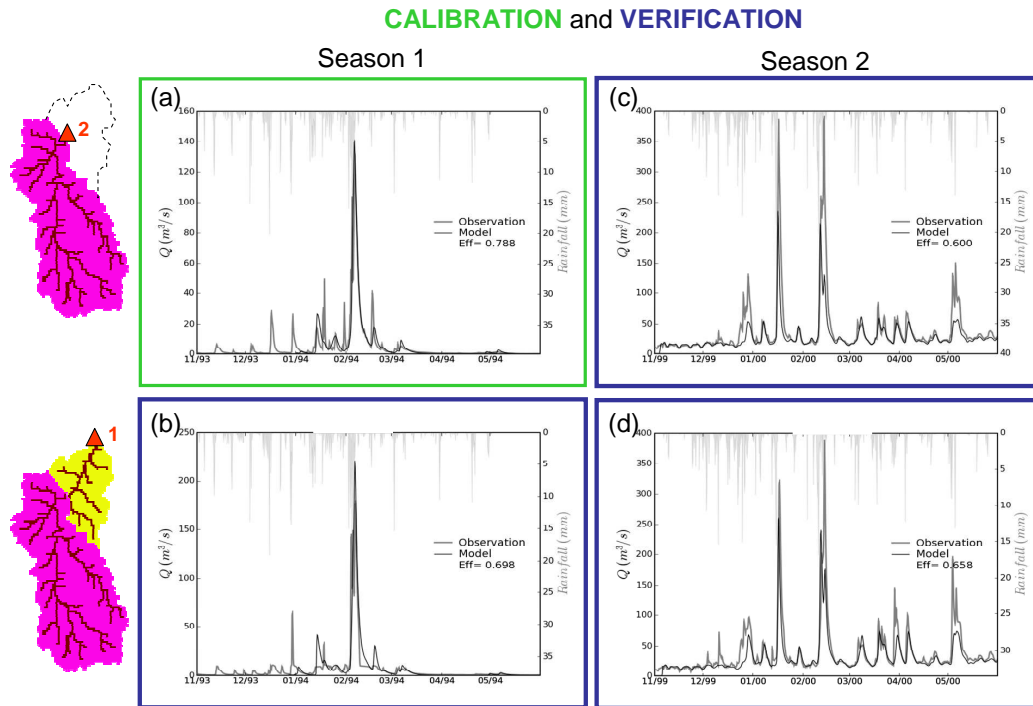 CALIBRATION and VERIFICATION
Season 1
Season 2
2
(a)
160
140
120
100
80
60
40
20
0
Q (m³/s)
0
5
10
15
20
25
30
35
Rainfall (mm)
Observation
Model
Eff= 0.788
11/93 12/93 01/94 02/94 03/94 04/94 05/94
(c)
400
350
300
250
200
150
100
50
0
Q (m³/s)
0
5
10
15
20
25
30
35
40
Rainfall (mm)
Observation
Model
Eff= 0.600
11/99 12/99 01/00 02/00 03/00 04/00 05/00
1
(b)
250
200
150
100
50
0
Q (m³/s)
0
5
10
15
20
25
30
35
Rainfall (mm)
Observation
Model
Eff= 0.698
11/93 12/93 01/94 02/94 03/94 04/94 05/94
(d)
400
350
300
250
200
150
100
50
0
Q (m³/s)
0
5
10
15
20
25
30
Rainfall (mm)
Observation
Model
Eff= 0.658
11/99 12/99 01/00 02/00 03/00 04/00 05/00